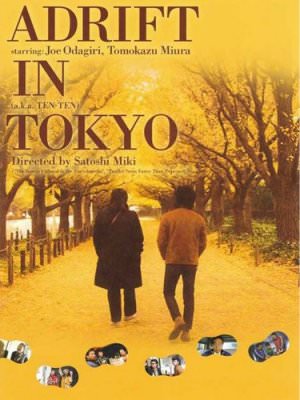 ADRIFT
starring: Joe Odagiri, Tomokazu Miura
IN
(a.k.a. TEN-TEN)
TOKYO
Directed by Satoshi Miki